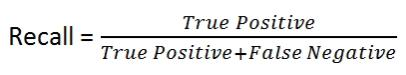 Recall = True Positive / True Positive+False Negative